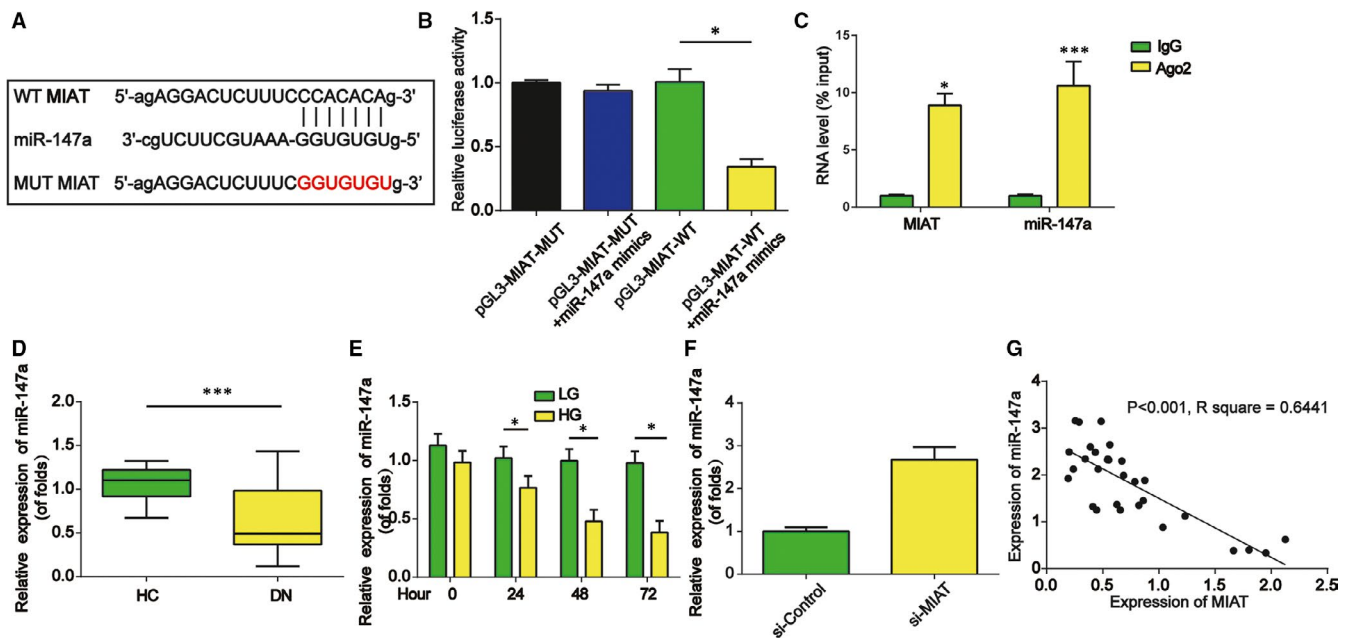 A
WT MIAT 5'-agAGGACUCUUUCCCACACAg-3'
miR-147a 3'-cgUCUUCGUAAA-GGUGUGUg-5'
MUT MIAT 5'-agAGGACUCUUUCGGUGUGUg-3'
B
Realtive luciferase activity
1.5
1.0
0.5
0.0
*
pGL3-MIAT-MUT
pGL3-MIAT-MUT
+miR-147a mimics
pGL3-MIAT-WT
pGL3-MIAT-WT
+miR-147a mimics
C
RNA level (% input)
15
10
5
0
*
***
MIAT
miR-147a
IgG
Ago2
D
Relative expression of miR-147a
(of folds)
2.0
1.5
1.0
0.5
0.0
***
HC
DN
E
Relative expression of miR-147a
(of folds)
1.5
1.0
0.5
0.0
LG
HG
* * *
Hour 0 24 48 72
F
Relative expression of miR-147a
(of folds)
4
3
2
1
0
si-Control
si-MIAT
G
Expression of miR-147a
4
3
2
1
0
P<0.001, R square = 0.6441
0.0 0.5 1.0 1.5 2.0 2.5
Expression of MIAT